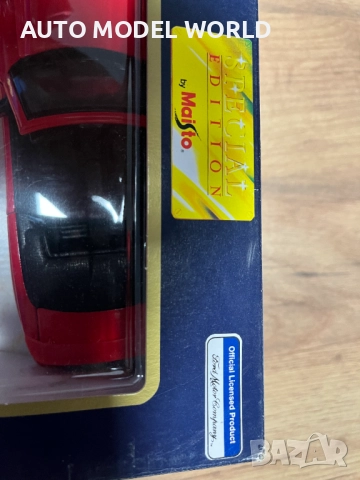 AUTO MODEL WORLD
SPECIAL
EDITION
by Maisto®
Official Licensed Product
Ford Motor Company
BAZAR